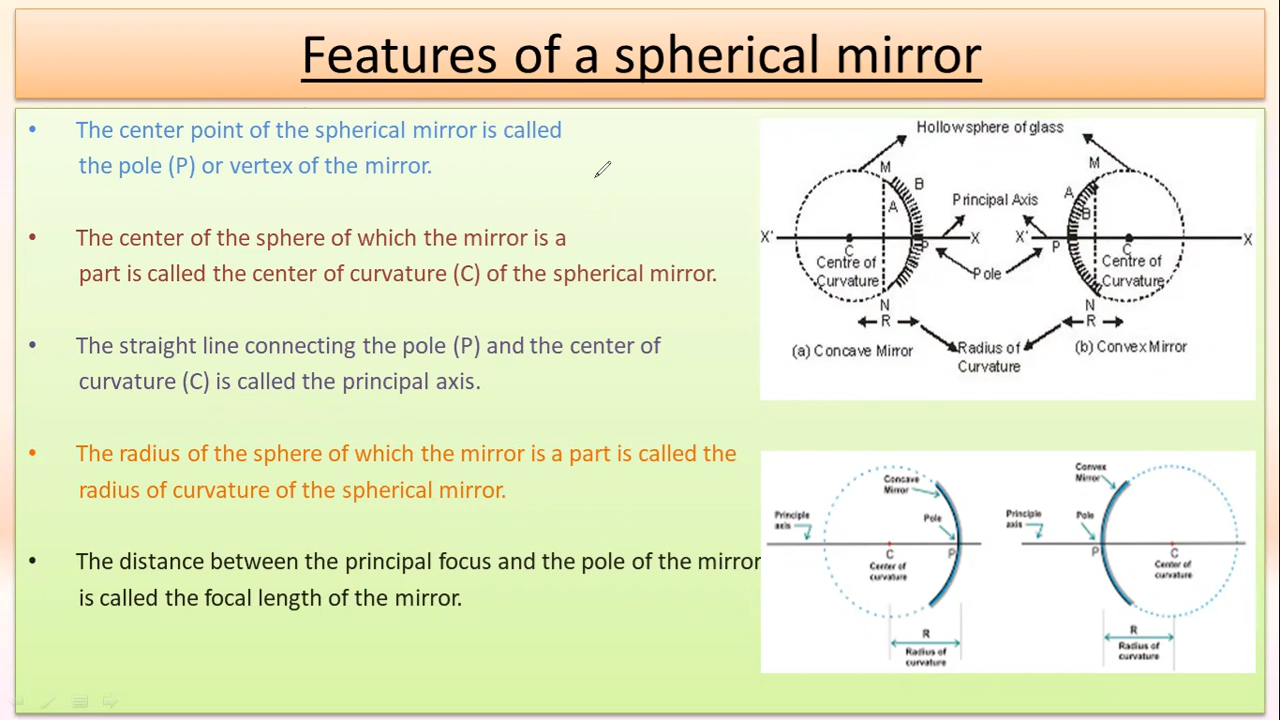 Features of a spherical mirror
• The center point of the spherical mirror is called
the pole (P) or vertex of the mirror.
• The center of the sphere of which the mirror is a
part is called the center of curvature (C) of the spherical mirror.
• The straight line connecting the pole (P) and the center of
curvature (C) is called the principal axis.
• The radius of the sphere of which the mirror is a part is called the
radius of curvature of the spherical mirror.
• The distance between the principal focus and the pole of the mirror
is called the focal length of the mirror.
Hollow sphere of glass
M
M
B
A
A
B
Principal Axis
X'
P
X
X'
P
X
C
C
Centre of
Curvature
Centre of
Curvature
Pole
N
N
R
R
(a) Concave Mirror
Radius of
Curvature
(b) Convex Mirror
Concave
Mirror
Convex
Mirror
Principle
axis
Pole
Principle
axis
Pole
C
P
P
C
Center of
curvature
Center of
curvature
R
R
Radius of
curvature
Radius of
curvature